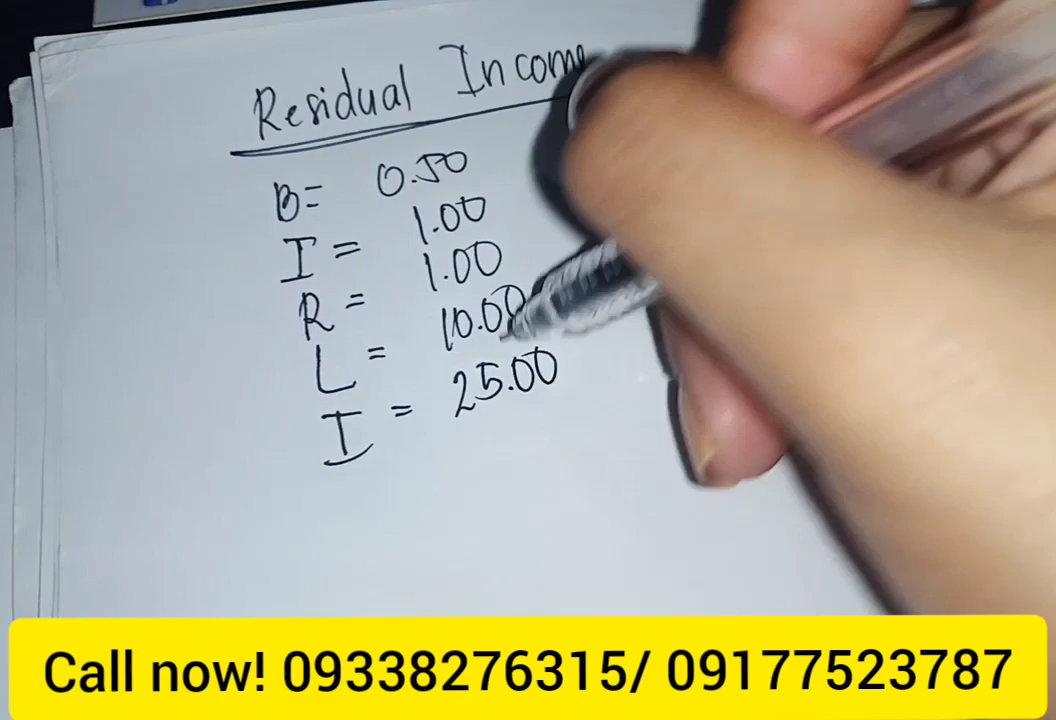 Residual Income
B= 0.50
I = 1.00
R = 1.00
L = 10.00
I = 25.00
Call now! 09338276315/ 09177523787